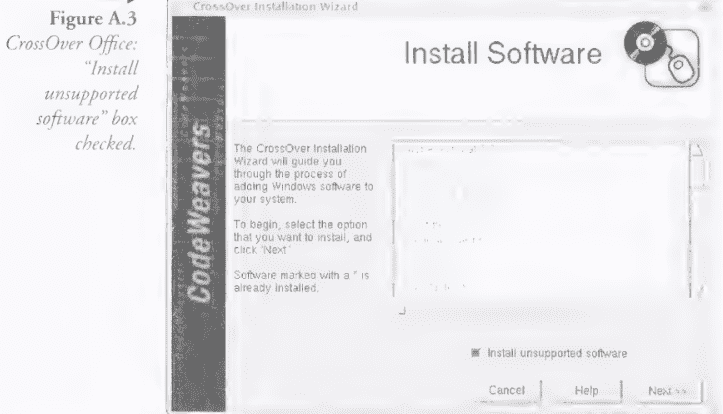 Figure A.3
CrossOver Office:
"Install
unsupported
software" box
checked.
CrossOver Installation Wizard
Install Software
CodeWeavers
The CrossOver Installation
Wizard will guide you
through the process of
adding Windows software to
your system.
To begin, select the option
that you want to install, and
click 'Next'
Software marked with a * is
already installed.
Install unsupported software
Cancel
Help
Next >>